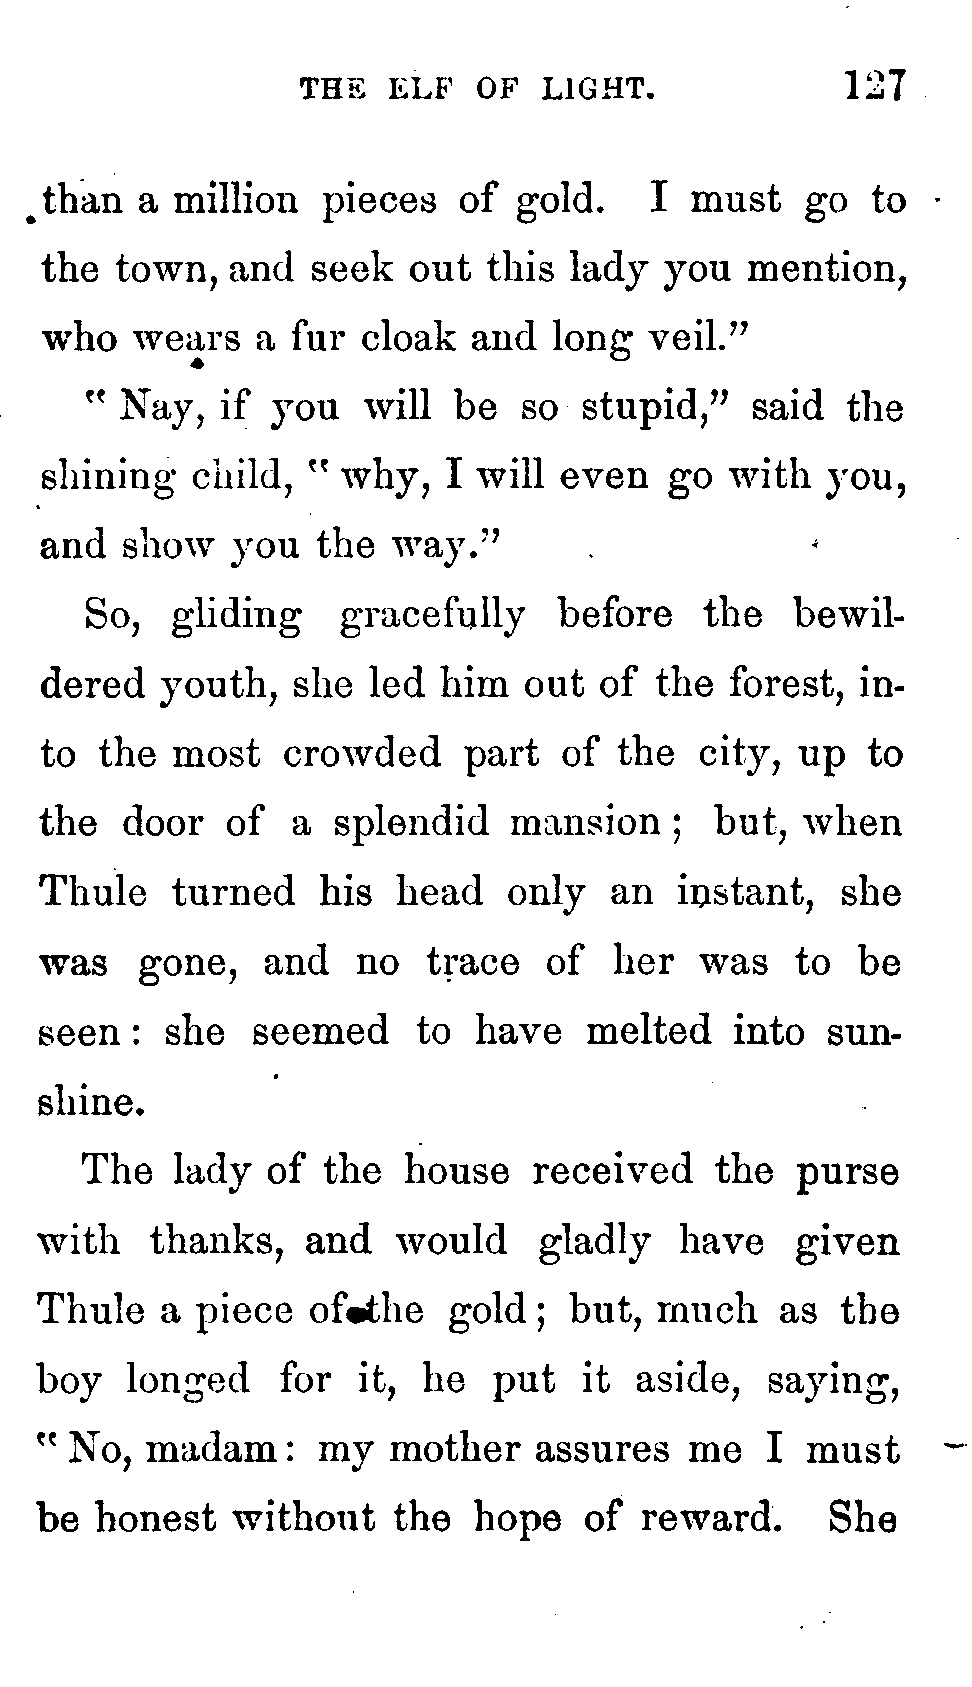 THE ELF OF LIGHT. 127
than a million pieces of gold. I must go to
the town, and seek out this lady you mention,
who wears a fur cloak and long veil."
"Nay, if you will be so stupid," said the
shining child, "why, I will even go with you,
and show you the way."
So, gliding gracefully before the bewil-
dered youth, she led him out of the forest, in-
to the most crowded part of the city, up to
the door of a splendid mansion; but, when
Thule turned his head only an instant, she
was gone, and no trace of her was to be
seen: she seemed to have melted into sun-
shine.
The lady of the house received the purse
with thanks, and would gladly have given
Thule a piece of the gold; but, much as the
boy longed for it, he put it aside, saying,
"No, madam: my mother assures me I must
be honest without the hope of reward. She